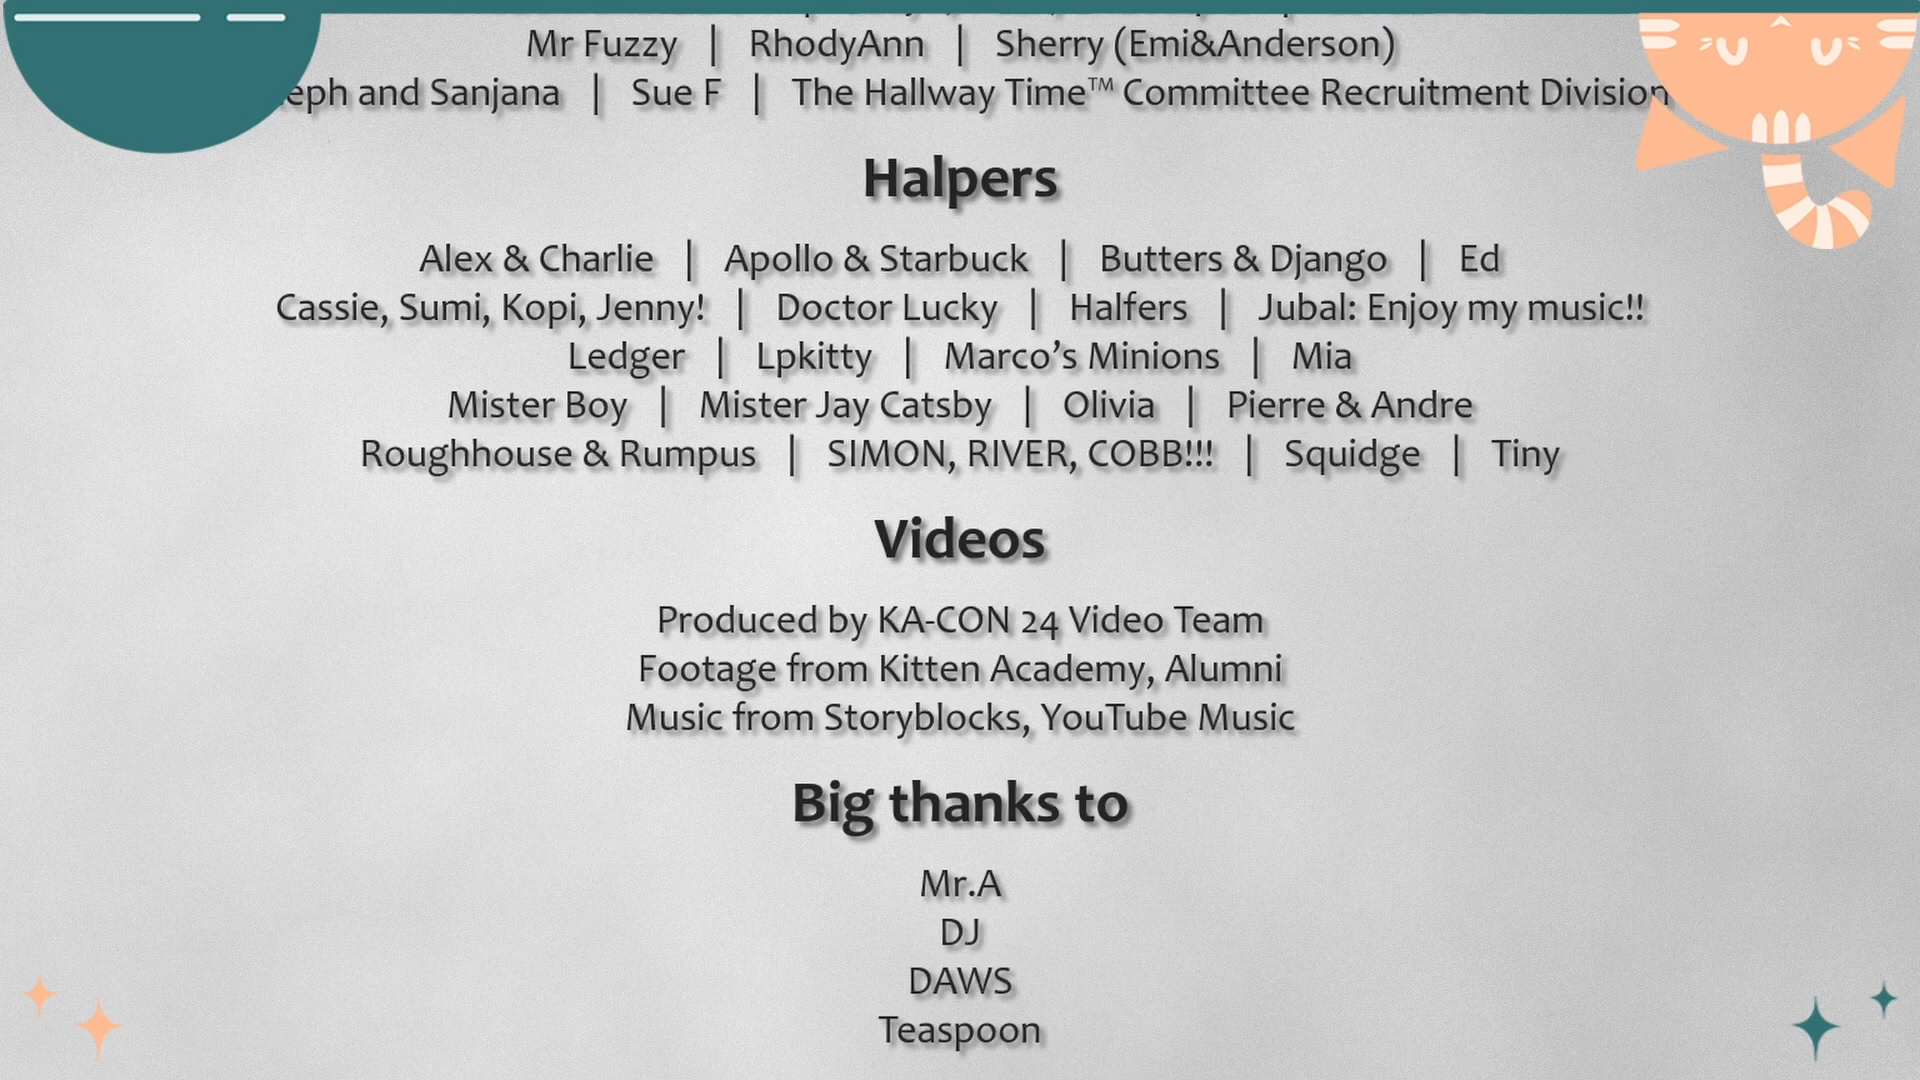 Mr Fuzzy | RhodyAnn | Sherry (Emi&Anderson)
and Sanjana | Sue F | The Hallway Time™ Committee Recruitment Division
Halpers
Alex & Charlie | Apollo & Starbuck | Butters & Django | Ed
Cassie, Sumi, Kopi, Jenny! | Doctor Lucky | Halfers | Jubal: Enjoy my music!!
Ledger | Lpkitty | Marco’s Minions | Mia
Mister Boy | Mister Jay Catsby | Olivia | Pierre & Andre
Roughhouse & Rumpus | SIMON, RIVER, COBB!!! | Squidge | Tiny
Videos
Produced by KA-CON 24 Video Team
Footage from Kitten Academy, Alumni
Music from Storyblocks, YouTube Music
Big thanks to
Mr.A
DJ
DAWS
Teaspoon